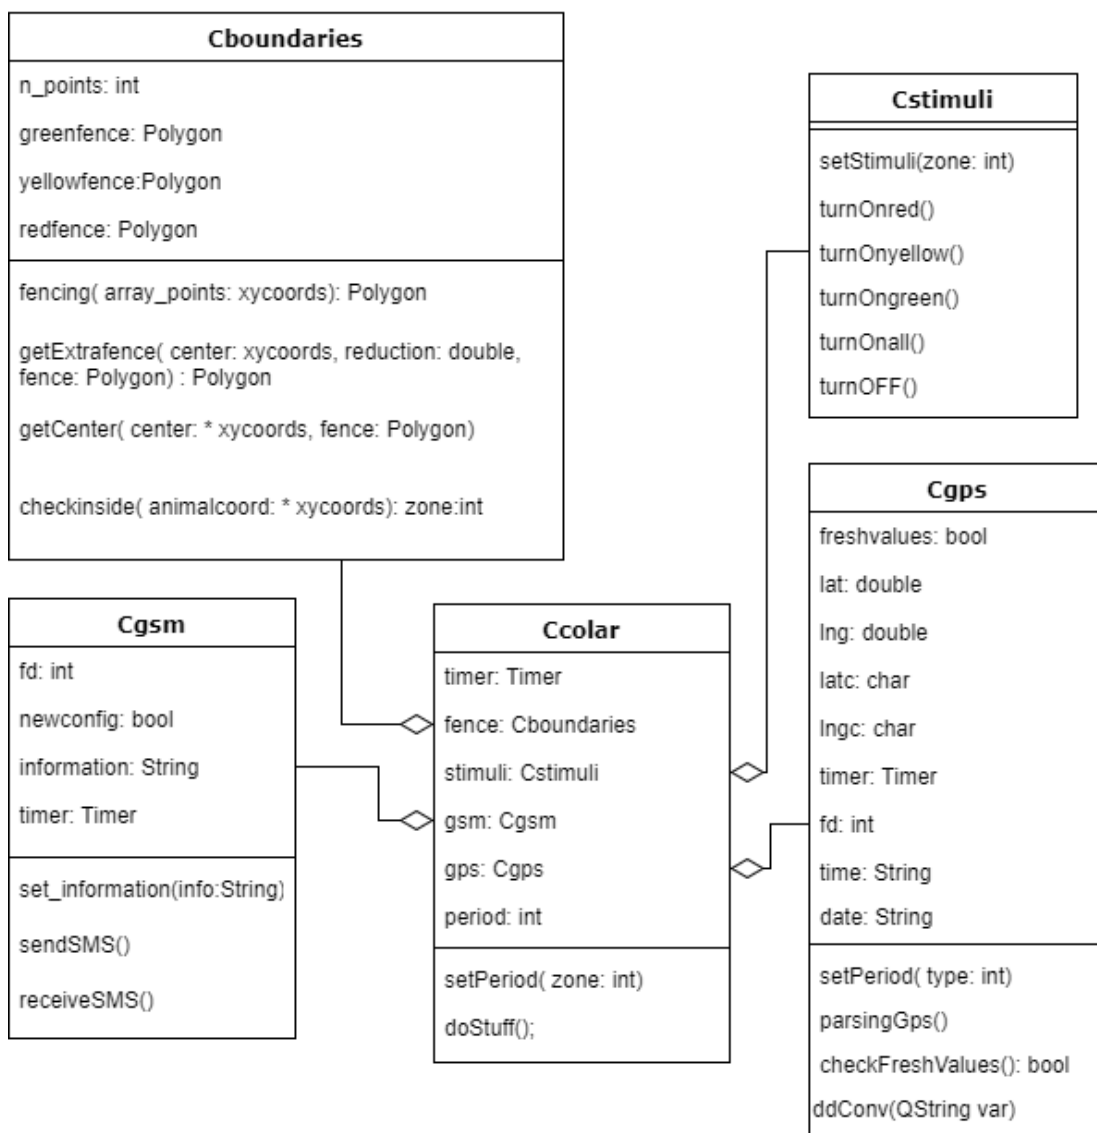 Cboundaries
n_points: int
greenfence: Polygon
yellowfence:Polygon
redfence: Polygon
fencing( array_points: xycoords): Polygon
getExtrafence( center: xycoords, reduction: double,
fence: Polygon) : Polygon
getCenter( center: * xycoords, fence: Polygon)
checkinside( animalcoord: * xycoords): zone:int
Cstimuli
setStimuli(zone: int)
turnOnred()
turnOnyellow()
turnOngreen()
turnOnall()
turnOFF()
Cgsm
fd: int
newconfig: bool
information: String
timer: Timer
set_information(info:String)
sendSMS()
receiveSMS()
Ccolar
timer: Timer
fence: Cboundaries
stimuli: Cstimuli
gsm: Cgsm
gps: Cgps
period: int
setPeriod( zone: int)
doStuff();
Cgps
freshvalues: bool
lat: double
lng: double
latc: char
lngc: char
timer: Timer
fd: int
time: String
date: String
setPeriod( type: int)
parsingGps()
checkFreshValues(): bool
ddConv(QString var)